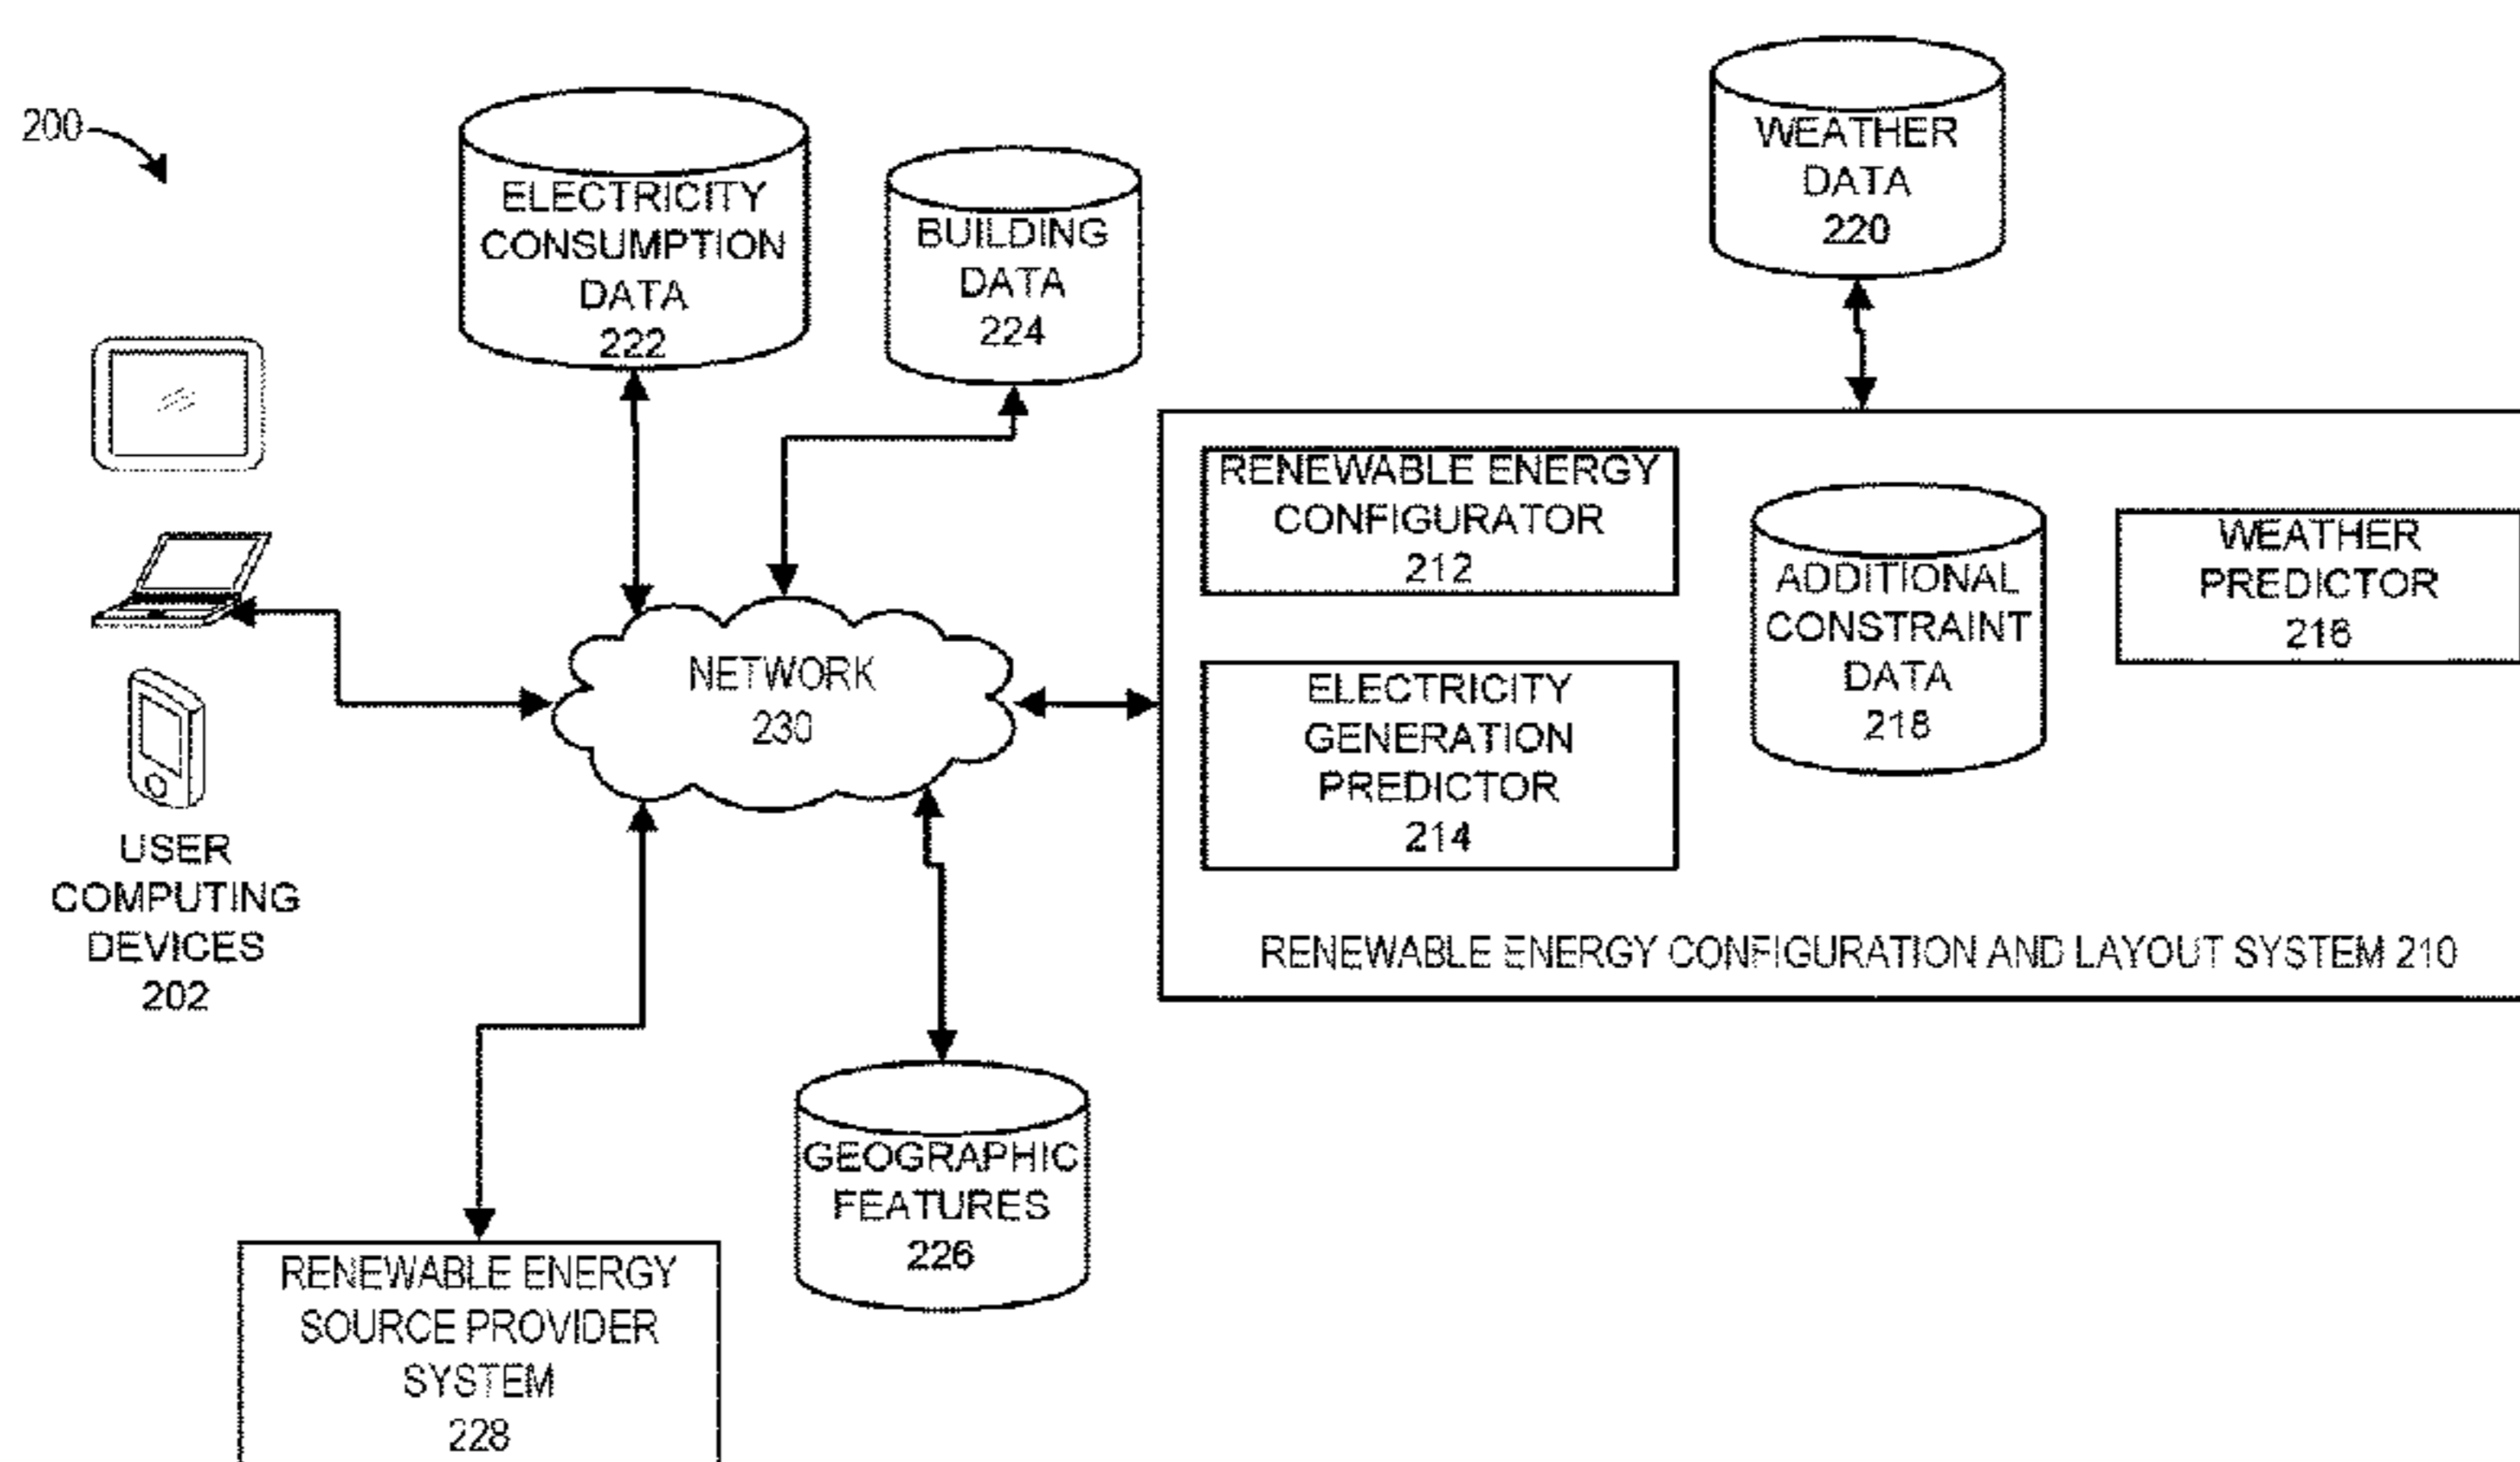 200
ELECTRICITY
CONSUMPTION
DATA
222
BUILDING
DATA
224
WEATHER
DATA
220
RENEWABLE ENERGY
CONFIGURATOR
212
ADDITIONAL
CONSTRAINT
DATA
218
WEATHER
PREDICTOR
216
ELECTRICITY
GENERATION
PREDICTOR
214
RENEWABLE ENERGY CONFIGURATION AND LAYOUT SYSTEM 210
NETWORK
230
USER
COMPUTING
DEVICES
202
GEOGRAPHIC
FEATURES
226
RENEWABLE ENERGY
SOURCE PROVIDER
SYSTEM
228